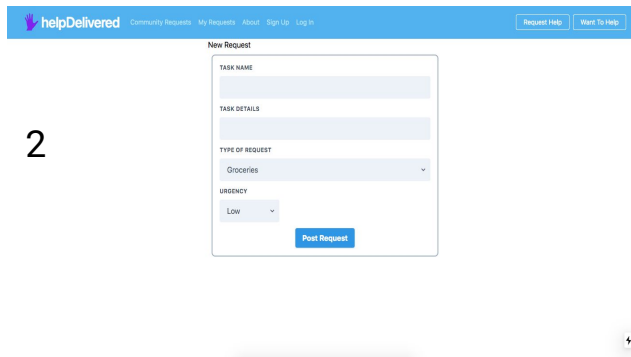 helpDelivered Community Requests My Requests About Sign Up Log In Request Help Want To Help
New Request
TASK NAME
TASK DETAILS
2
TYPE OF REQUEST
Groceries
URGENCY
Low
Post Request